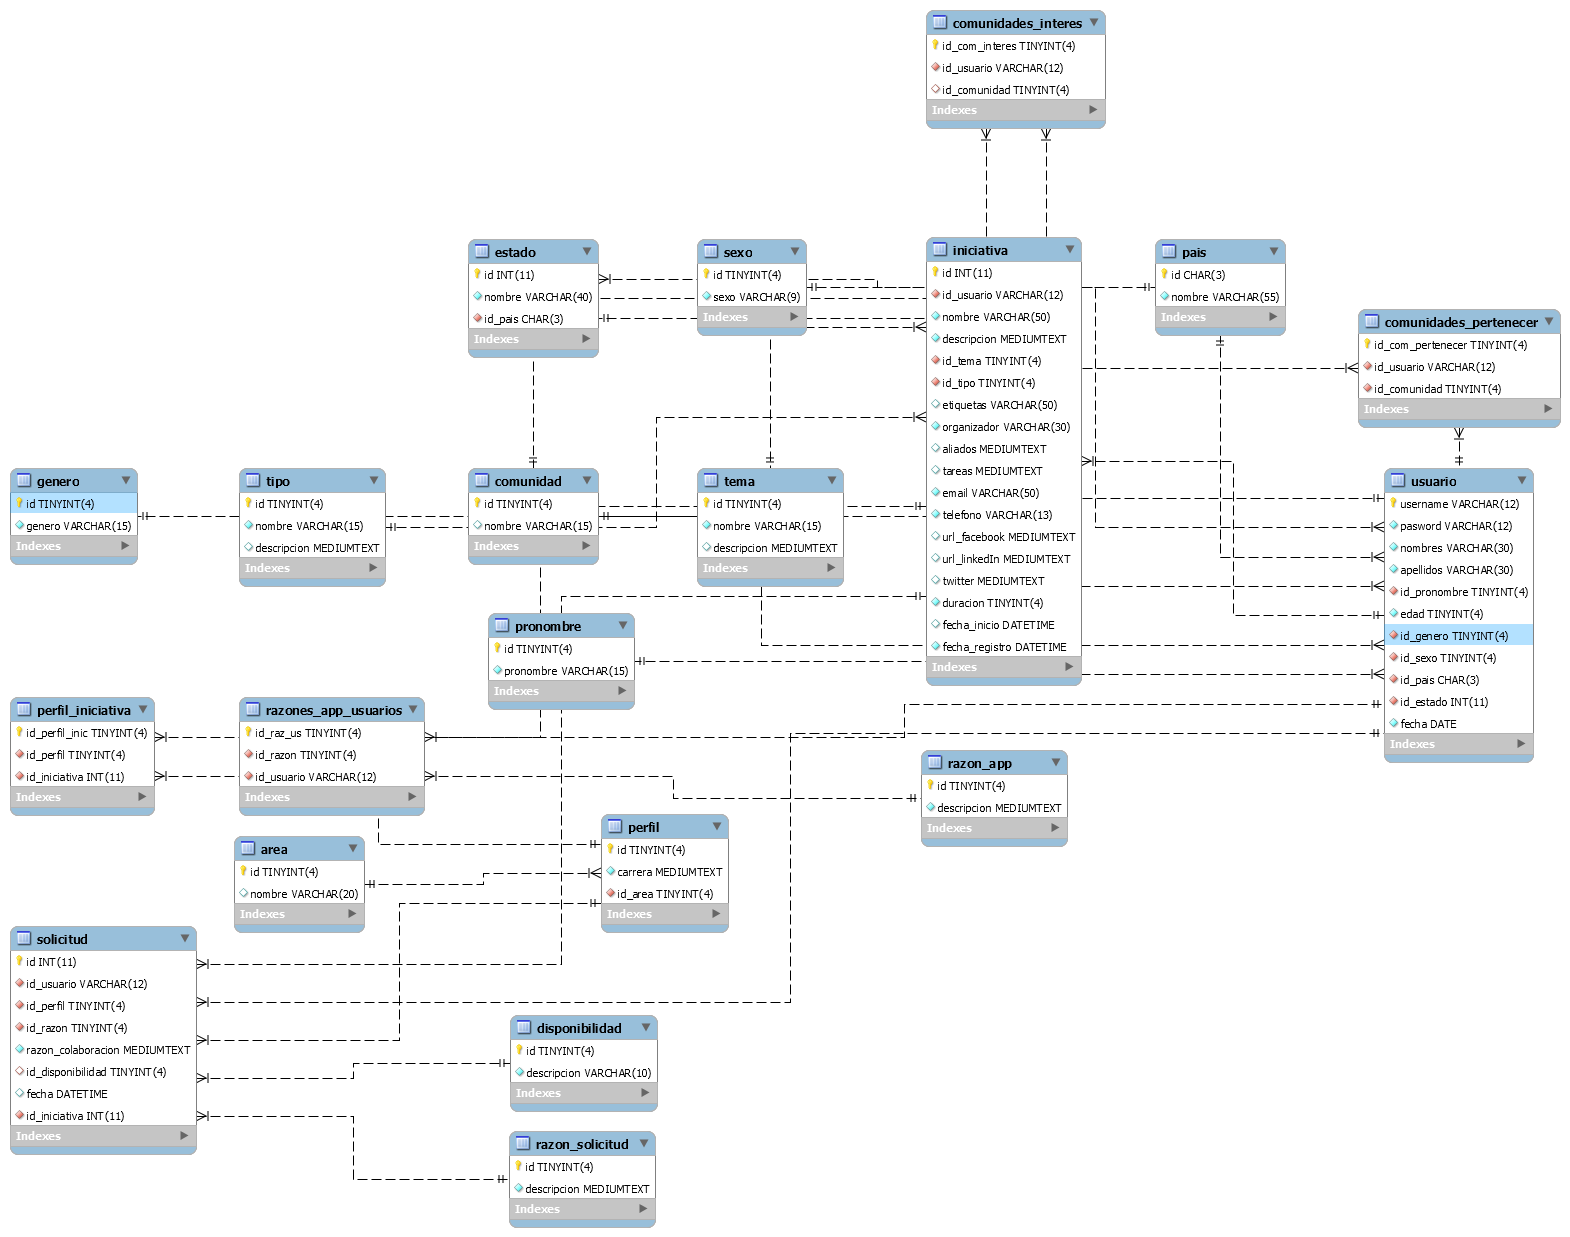 comunidades_interes
id_com_interes TINYINT(4)
id_usuario VARCHAR(12)
id_comunidad TINYINT(4)
Indexes
estado
id INT(11)
nombre VARCHAR(40)
id_pais CHAR(3)
Indexes
sexo
id TINYINT(4)
sexo VARCHAR(9)
Indexes
iniciativa
id INT(11)
id_usuario VARCHAR(12)
nombre VARCHAR(50)
descripcion MEDIUMTEXT
id_tema TINYINT(4)
id_tipo TINYINT(4)
etiquetas VARCHAR(50)
organizador VARCHAR(30)
aliados MEDIUMTEXT
tareas MEDIUMTEXT
email VARCHAR(50)
telefono VARCHAR(13)
url_facebook MEDIUMTEXT
url_linkedIn MEDIUMTEXT
twitter MEDIUMTEXT
duracion TINYINT(4)
fecha_inicio DATETIME
fecha_registro DATETIME
Indexes
pais
id CHAR(3)
nombre VARCHAR(55)
Indexes
comunidades_pertenecer
id_com_pertenecer TINYINT(4)
id_usuario VARCHAR(12)
id_comunidad TINYINT(4)
Indexes
genero
id TINYINT(4)
genero VARCHAR(15)
Indexes
tipo
id TINYINT(4)
nombre VARCHAR(15)
descripcion MEDIUMTEXT
Indexes
comunidad
id TINYINT(4)
nombre VARCHAR(15)
Indexes
tema
id TINYINT(4)
nombre VARCHAR(15)
descripcion MEDIUMTEXT
Indexes
usuario
username VARCHAR(12)
pasword VARCHAR(12)
nombres VARCHAR(30)
apellidos VARCHAR(30)
id_pronombre TINYINT(4)
edad TINYINT(4)
id_genero TINYINT(4)
id_sexo TINYINT(4)
id_pais CHAR(3)
id_estado INT(11)
fecha DATE
Indexes
pronombre
id TINYINT(4)
pronombre VARCHAR(15)
Indexes
perfil_iniciativa
id_perfil_inic TINYINT(4)
id_perfil TINYINT(4)
id_iniciativa INT(11)
Indexes
razones_app_usuarios
id_raz_us TINYINT(4)
id_razon TINYINT(4)
id_usuario VARCHAR(12)
Indexes
razon_app
id TINYINT(4)
descripcion MEDIUMTEXT
Indexes
area
id TINYINT(4)
nombre VARCHAR(20)
Indexes
perfil
id TINYINT(4)
carrera MEDIUMTEXT
id_area TINYINT(4)
Indexes
solicitud
id INT(11)
id_usuario VARCHAR(12)
id_perfil TINYINT(4)
id_razon TINYINT(4)
razon_colaboracion MEDIUMTEXT
id_disponibilidad TINYINT(4)
fecha DATETIME
id_iniciativa INT(11)
Indexes
disponibilidad
id TINYINT(4)
descripcion VARCHAR(10)
Indexes
razon_solicitud
id TINYINT(4)
descripcion MEDIUMTEXT
Indexes